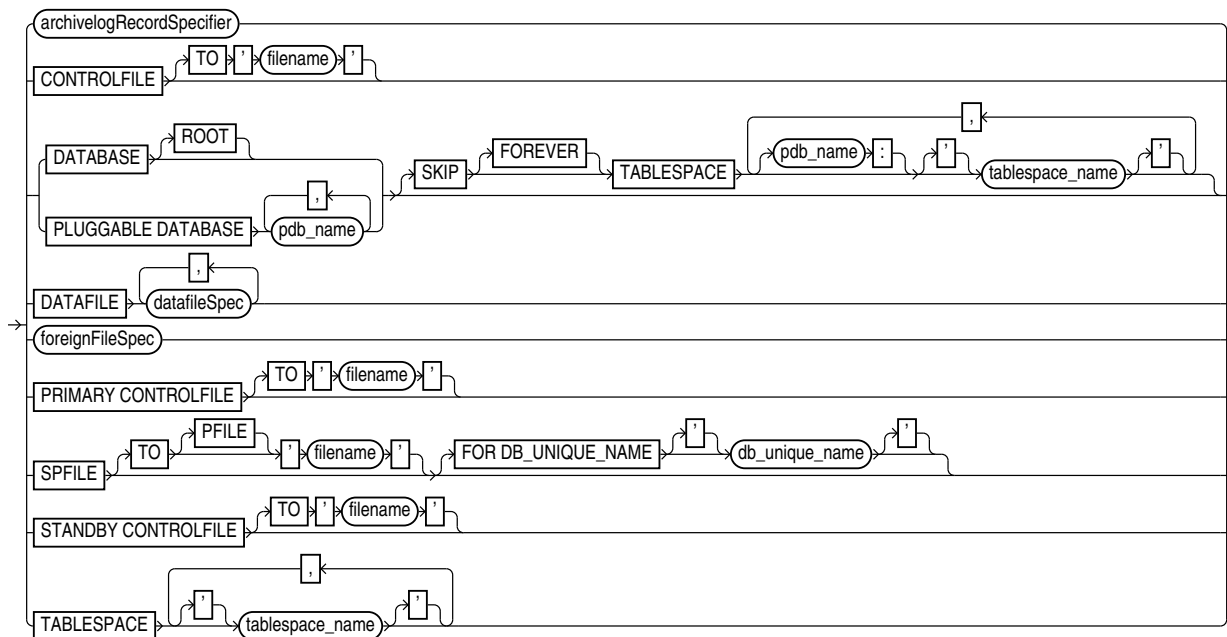 archivelogRecordSpecifier
CONTROLFILE TO ' filename '
DATABASE ROOT
PLUGGABLE DATABASE , pdb_name
SKIP FOREVER TABLESPACE , pdb_name : ' tablespace_name '
DATAFILE , datafileSpec
foreignFileSpec
PRIMARY CONTROLFILE TO ' filename '
SPFILE TO PFILE ' filename ' FOR DB_UNIQUE_NAME ' db_unique_name '
STANDBY CONTROLFILE TO ' filename '
TABLESPACE , ' tablespace_name '